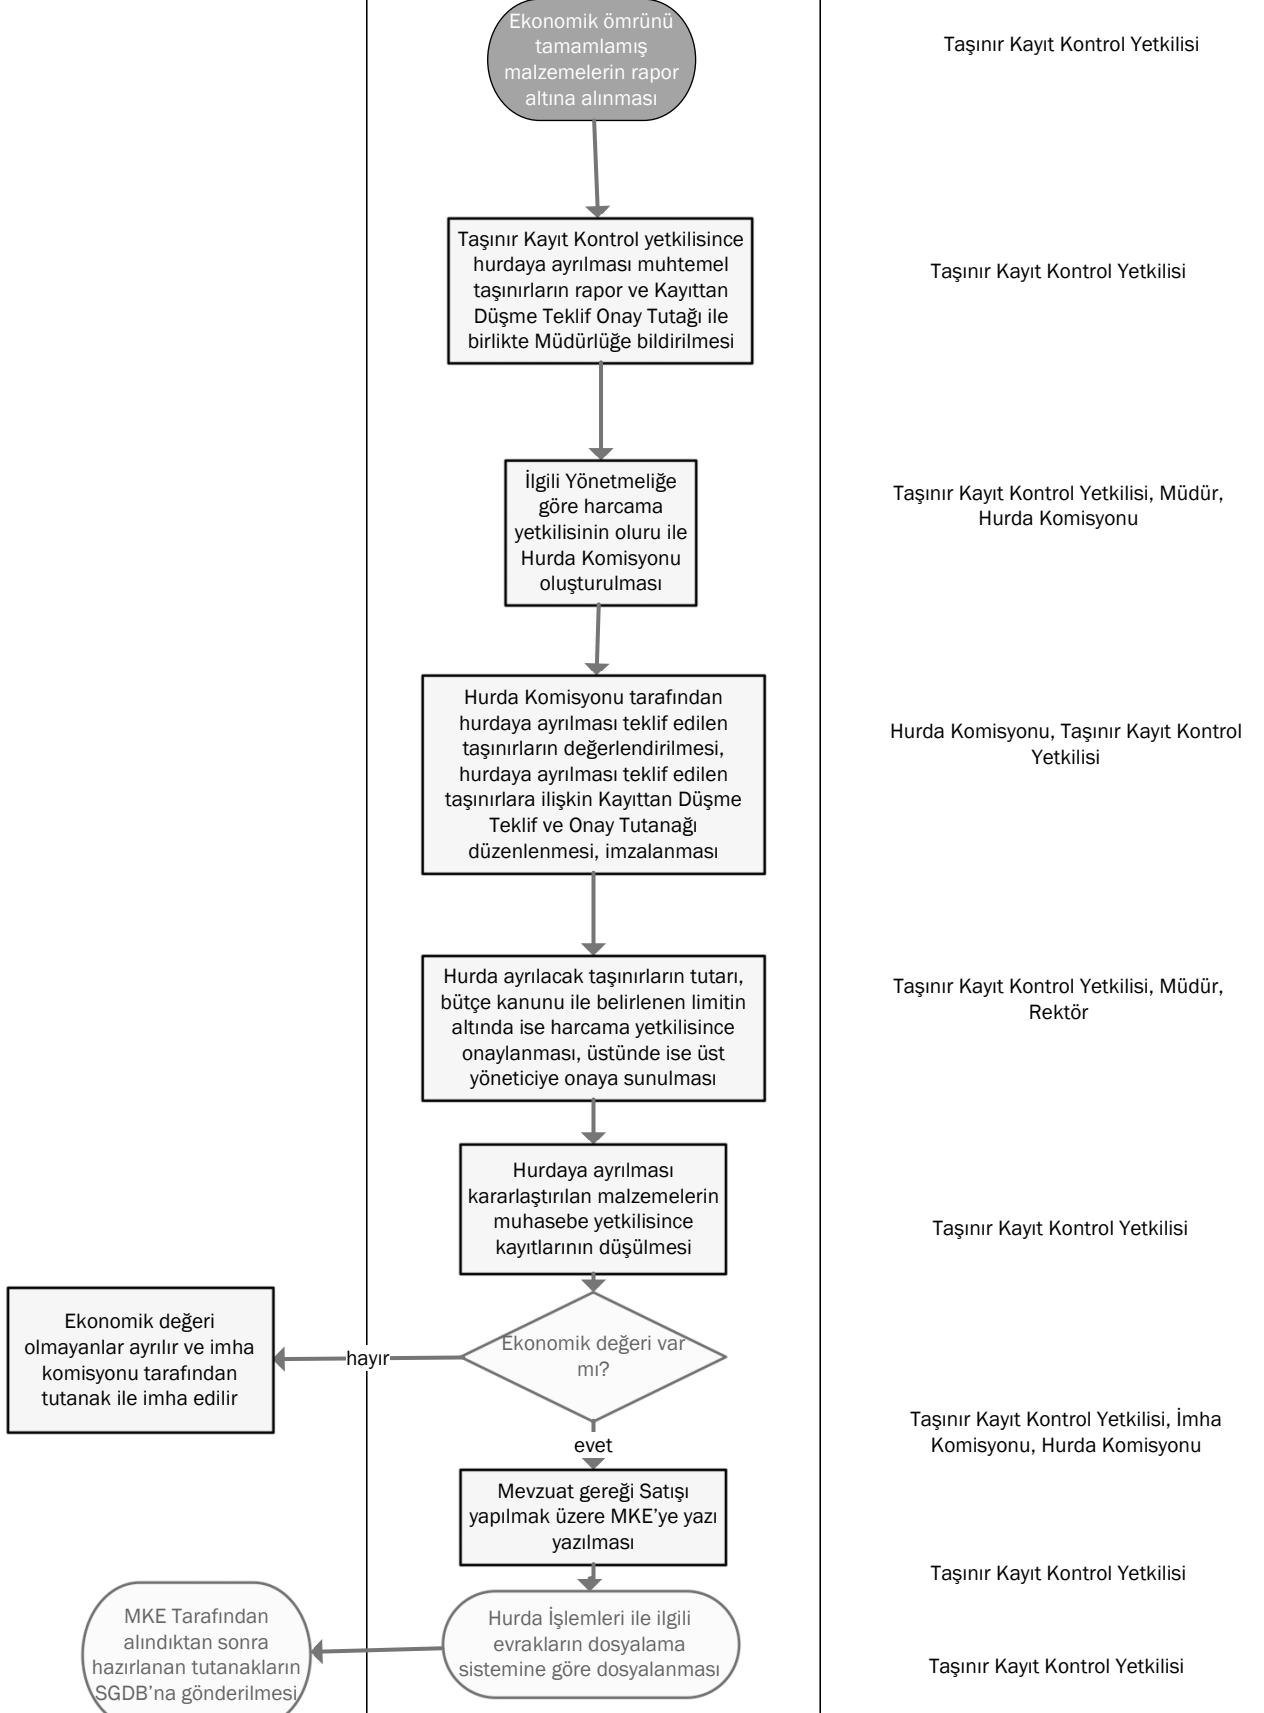 Ekonomik ömrünü
tamamlamış
malzemelerin rapor
altına alınması
Taşınır Kayıt Kontrol Yetkilisi
Taşınır Kayıt Kontrol yetkilisince
hurdaya ayrılması muhtemel
taşınırların rapor ve Kayıttan
Düşme Teklif Onay Tutağı ile
birlikte Müdürlüğe bildirilmesi
Taşınır Kayıt Kontrol Yetkilisi
İlgili Yönetmeliğe
göre harcama
yetkilisinin oluru ile
Hurda Komisyonu
oluşturulması
Taşınır Kayıt Kontrol Yetkilisi, Müdür,
Hurda Komisyonu
Hurda Komisyonu tarafından
hurdaya ayrılması teklif edilen
taşınırların değerlendirilmesi,
hurdaya ayrılması teklif edilen
taşınırlara ilişkin Kayıttan Düşme
Teklif ve Onay Tutanağı
düzenlenmesi, imzalanması
Hurda Komisyonu, Taşınır Kayıt Kontrol
Yetkilisi
Hurda ayrılacak taşınırların tutarı,
bütçe kanunu ile belirlenen limitin
altında ise harcama yetkilisince
onaylanması, üstünde ise üst
yöneticiye onaya sunulması
Taşınır Kayıt Kontrol Yetkilisi, Müdür,
Rektör
Hurdaya ayrılması
kararlaştırılan malzemelerin
muhasebe yetkilisince
kayıtlarının düşülmesi
Taşınır Kayıt Kontrol Yetkilisi
Ekonomik değeri var
mı?
hayır
Ekonomik değeri
olmayanlar ayrılır ve imha
komisyonu tarafından
tutanak ile imha edilir
Taşınır Kayıt Kontrol Yetkilisi, İmha
Komisyonu, Hurda Komisyonu
evet
Mevzuat gereği Satışı
yapılmak üzere MKE’ye yazı
yazılması
Taşınır Kayıt Kontrol Yetkilisi
Hurda İşlemleri ile ilgili
evrakların dosyalama
sistemine göre dosyalanması
Taşınır Kayıt Kontrol Yetkilisi
MKE Tarafından
alındıktan sonra
hazırlanan tutanakların
SGDB’na gönderilmesi